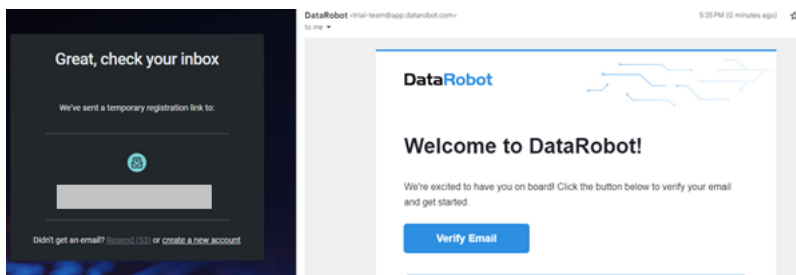 Great, check your inbox
We've sent a temporary registration link to:
Didn't get an email? Resend (53) or create a new account
DataRobot <trial-team@app.datarobot.com>
to me
5:35 PM (0 minutes ago)
DataRobot
Welcome to DataRobot!
We're excited to have you on board! Click the button below to verify your email
and get started.
Verify Email